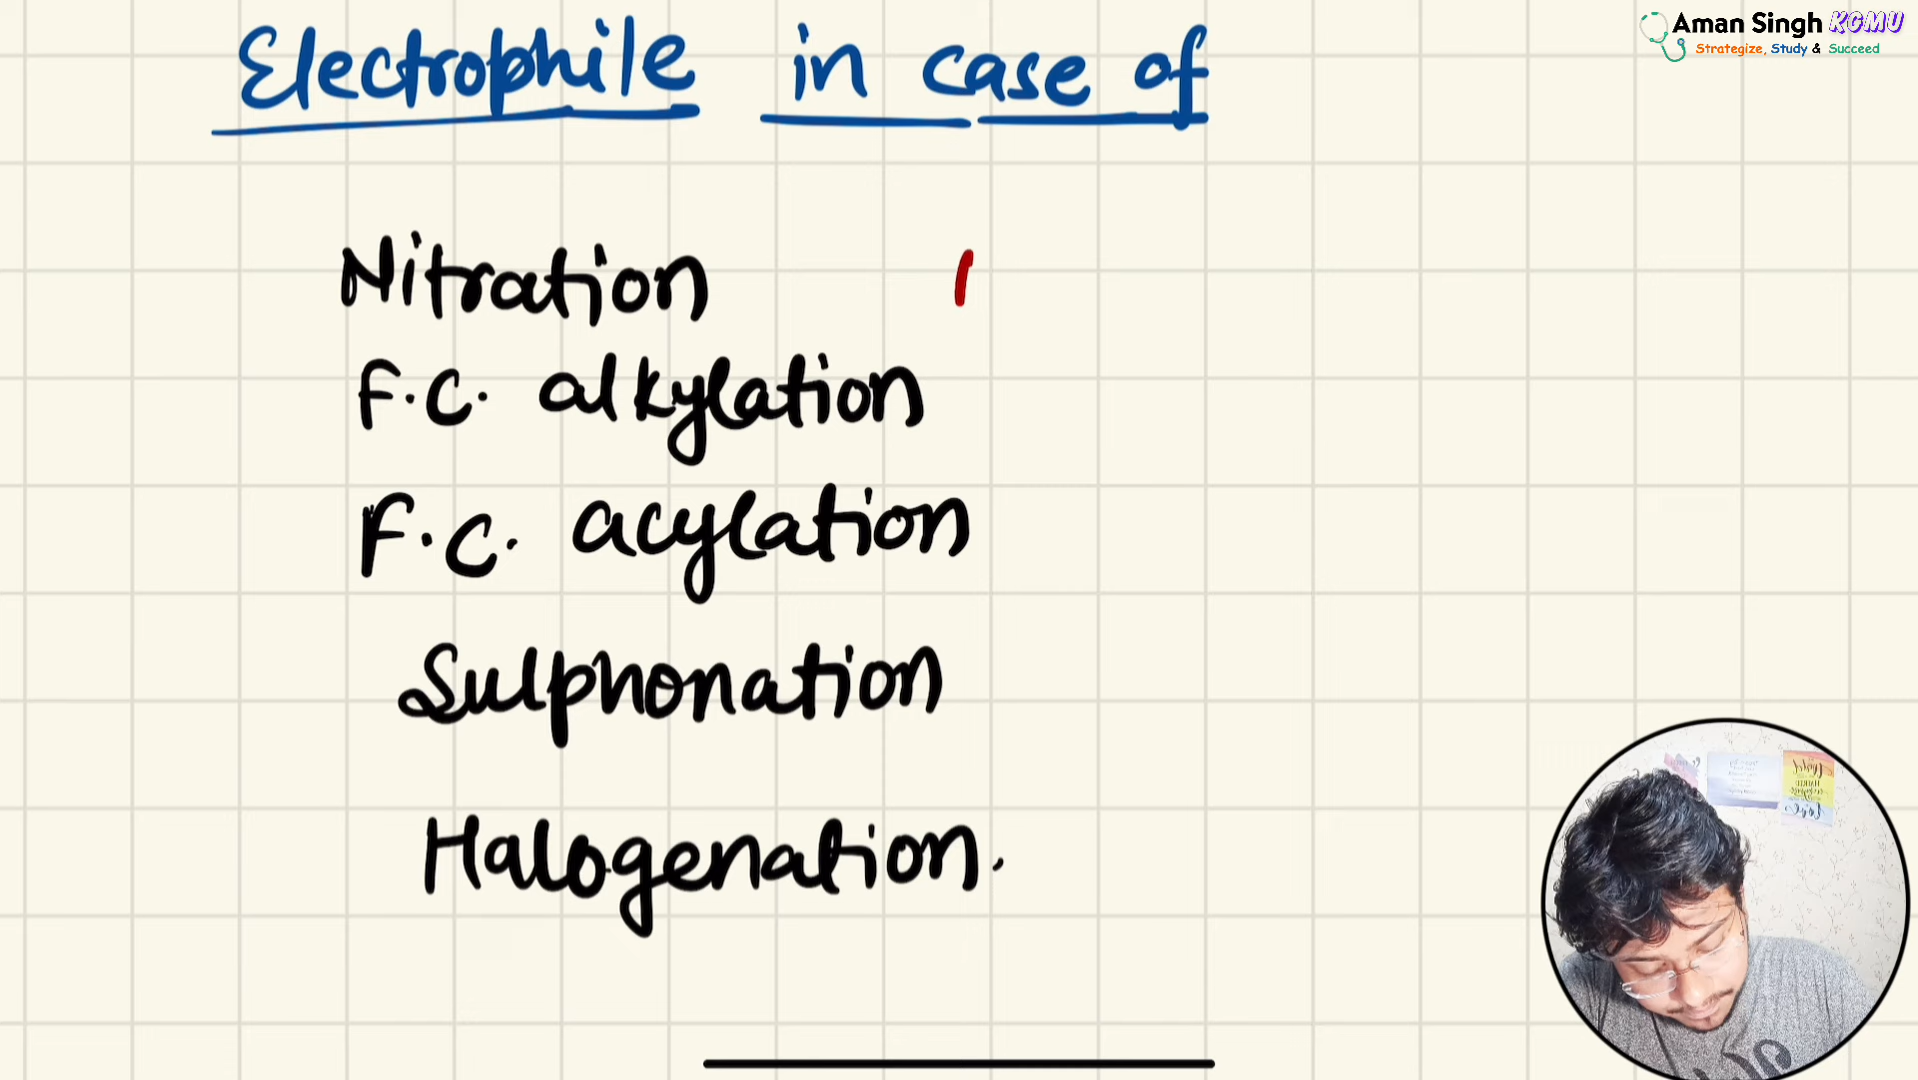 Aman Singh KGMU
Strategize, Study & Succeed
Electrophile in case of
Nitration
F.C. alkylation
F.C. acylation
Sulphonation
Halogenation.